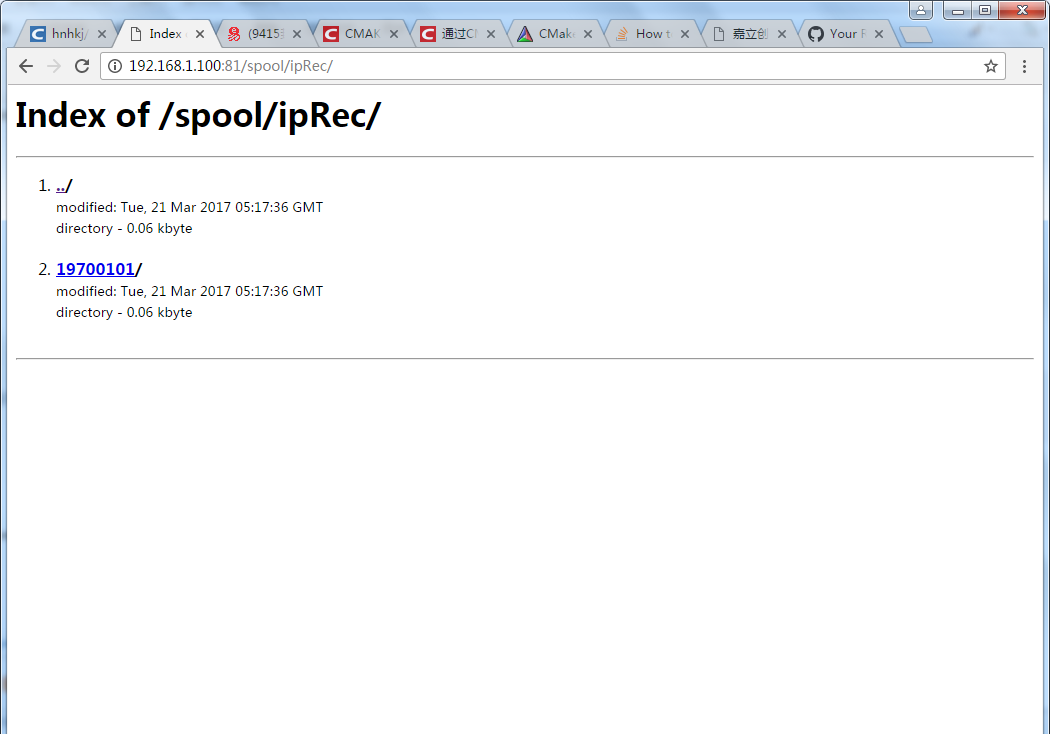 hnhkj/ Index (9415 CMAK 通过CM CMake How t 嘉立创 Your R
192.168.1.100:81/spool/ipRec/
Index of /spool/ipRec/
1. ../
modified: Tue, 21 Mar 2017 05:17:36 GMT
directory - 0.06 kbyte
2. 19700101/
modified: Tue, 21 Mar 2017 05:17:36 GMT
directory - 0.06 kbyte